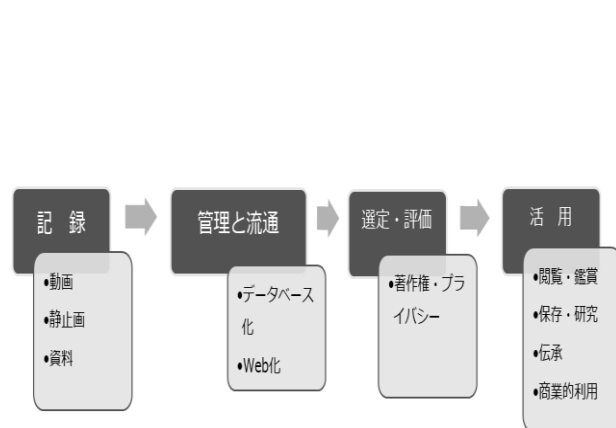 記　録
•動画
•静止画
•資料
管理と流通
•データベース
化
•Web化
選定・評価
•著作権・プラ
イバシー
活　用
•閲覧・鑑賞
•保存・研究
•伝承
•商業的利用